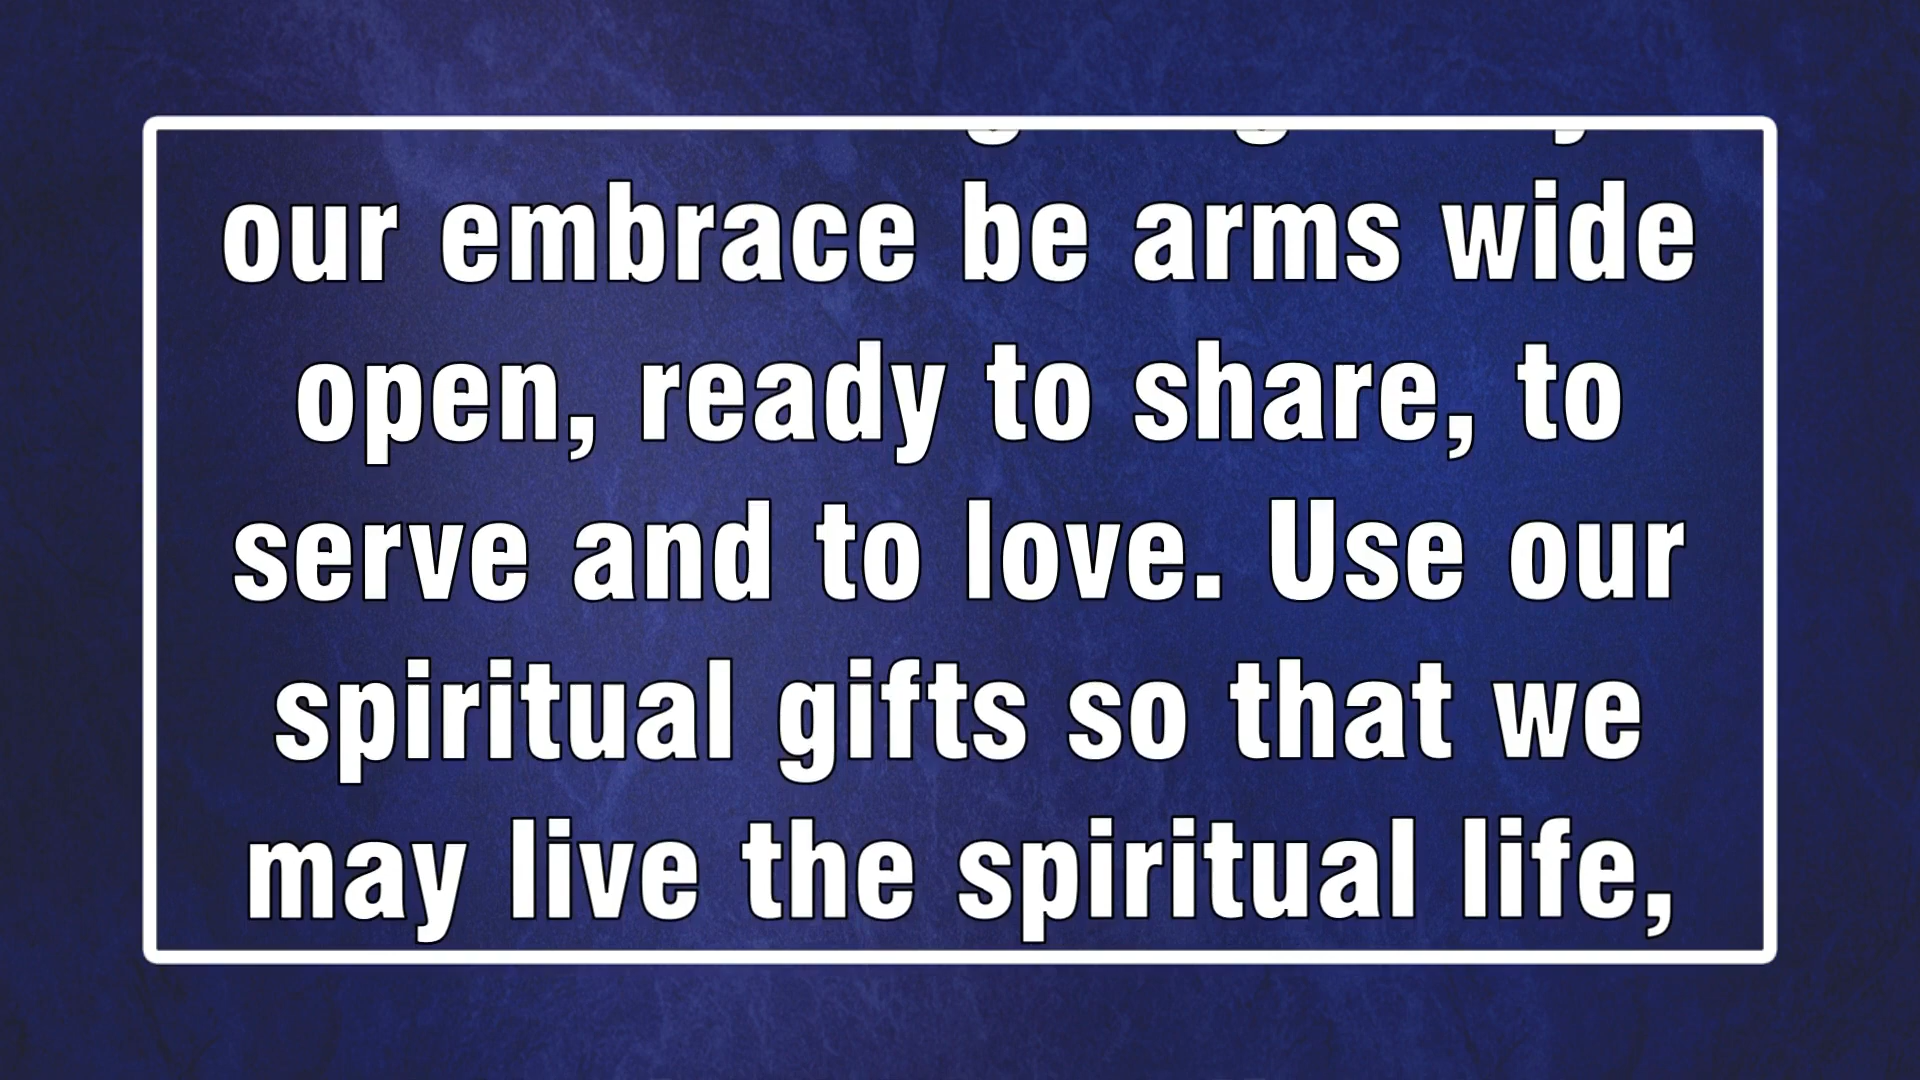 our embrace be arms wide
open, ready to share, to
serve and to love. Use our
spiritual gifts so that we
may live the spiritual life,